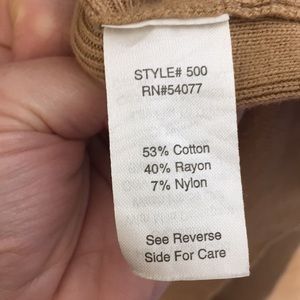 STYLE# 500
RN#54077
53% Cotton
40% Rayon
7% Nylon
See Reverse
Side For Care